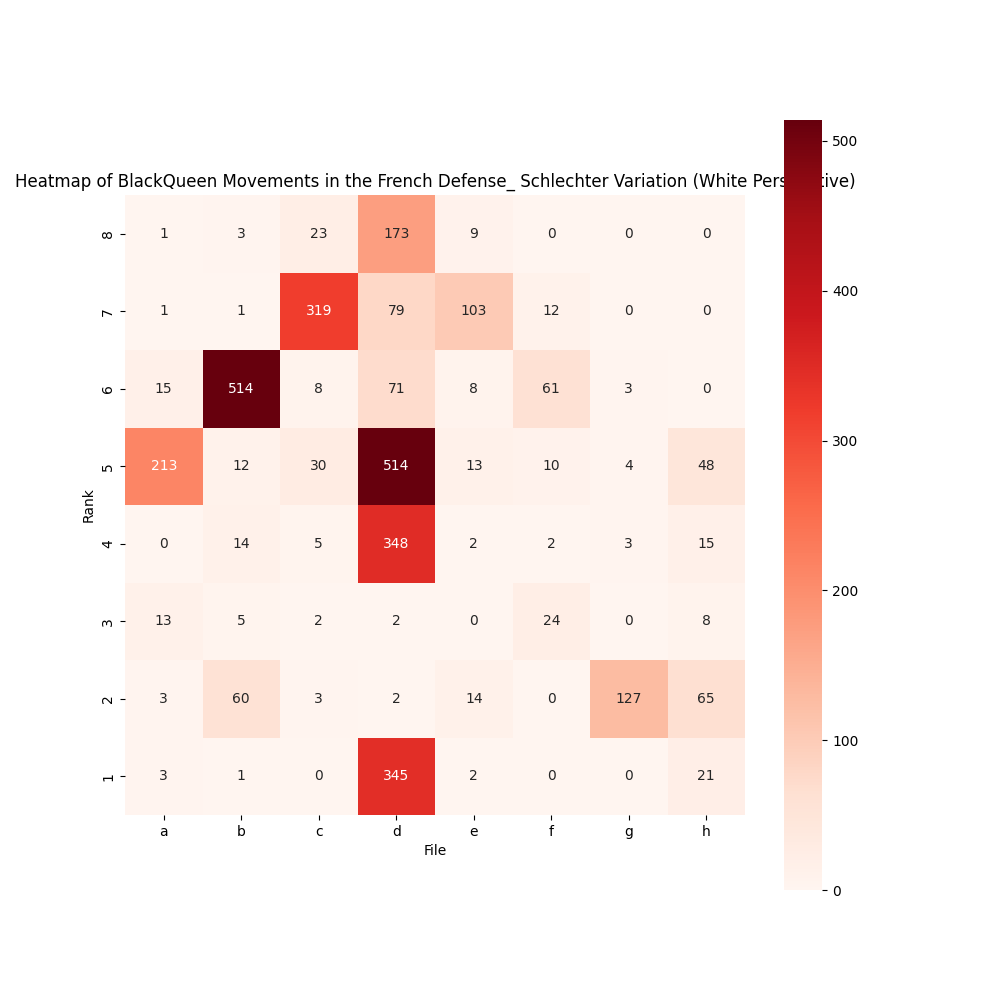 Heatmap of BlackQueen Movements in the French Defense_ Schlechter Variation (White Pers tive)
500
400
300
200
100
0
Rank
8 1 3 23 173 9 0 0 0
7 1 1 319 79 103 12 0 0
6 15 514 8 71 8 61 3 0
5 213 12 30 514 13 10 4 48
4 0 14 5 348 2 2 3 15
3 13 5 2 2 0 24 0 8
2 3 60 3 2 14 0 127 65
1 3 1 0 345 2 0 0 21
a b c d e f g h
File